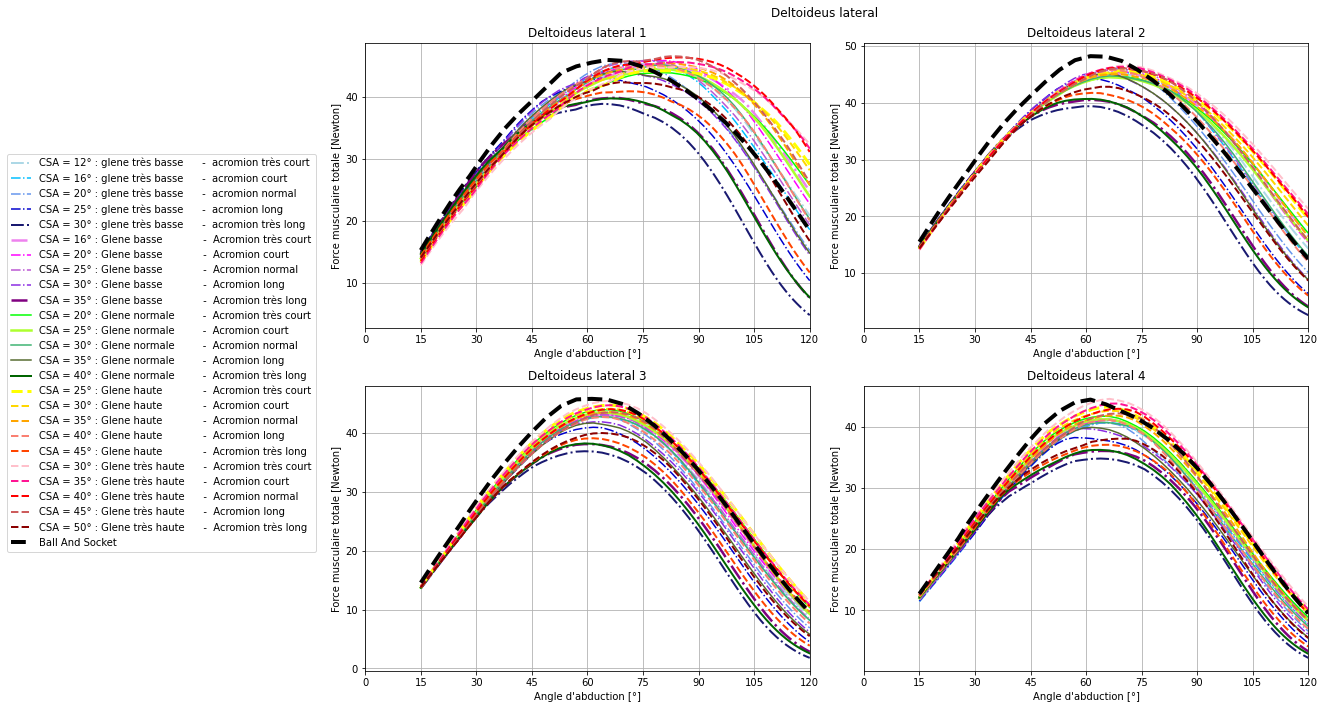 Deltoideus lateral
CSA = 12° : glene très basse - acromion très court
CSA = 16° : glene très basse - acromion court
CSA = 20° : glene très basse - acromion normal
CSA = 25° : glene très basse - acromion long
CSA = 30° : glene très basse - acromion très long
CSA = 16° : Glene basse - Acromion très court
CSA = 20° : Glene basse - Acromion court
CSA = 25° : Glene basse - Acromion normal
CSA = 30° : Glene basse - Acromion long
CSA = 35° : Glene basse - Acromion très long
CSA = 20° : Glene normale - Acromion très court
CSA = 25° : Glene normale - Acromion court
CSA = 30° : Glene normale - Acromion normal
CSA = 35° : Glene normale - Acromion long
CSA = 40° : Glene normale - Acromion très long
CSA = 25° : Glene haute - Acromion très court
CSA = 30° : Glene haute - Acromion court
CSA = 35° : Glene haute - Acromion normal
CSA = 40° : Glene haute - Acromion long
CSA = 45° : Glene haute - Acromion très long
CSA = 30° : Glene très haute - Acromion très court
CSA = 35° : Glene très haute - Acromion court
CSA = 40° : Glene très haute - Acromion normal
CSA = 45° : Glene très haute - Acromion long
CSA = 50° : Glene très haute - Acromion très long
Ball And Socket
Deltoideus lateral 1
Force musculaire totale [Newton]
40
30
20
10
0 15 30 45 60 75 90 105 120
Angle d'abduction [°]
Deltoideus lateral 2
Force musculaire totale [Newton]
50
40
30
20
10
0 15 30 45 60 75 90 105 120
Angle d'abduction [°]
Deltoideus lateral 3
Force musculaire totale [Newton]
40
30
20
10
0
0 15 30 45 60 75 90 105 120
Angle d'abduction [°]
Deltoideus lateral 4
Force musculaire totale [Newton]
40
30
20
10
0 15 30 45 60 75 90 105 120
Angle d'abduction [°]